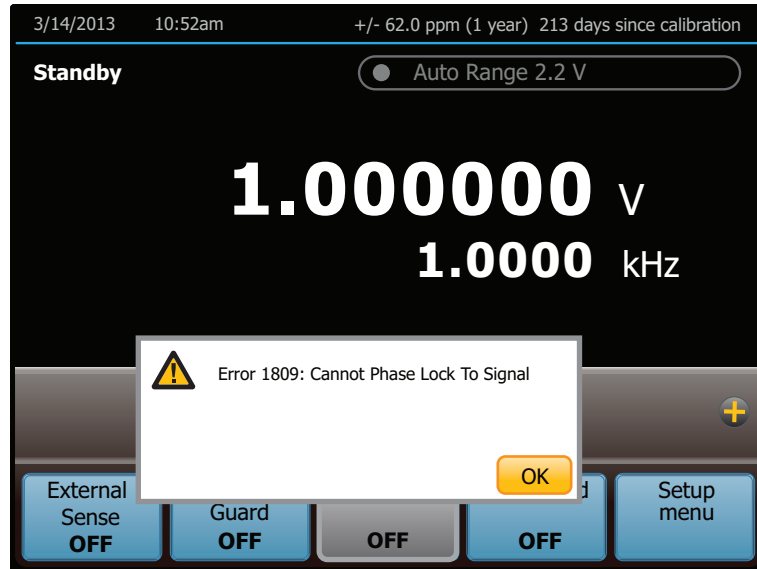 3/14/2013 10:52am +/- 62.0 ppm (1 year) 213 days since calibration
Standby Auto Range 2.2 V
1.000000 V
1.0000 kHz
Error 1809: Cannot Phase Lock To Signal
OK
External
Sense
OFF
Guard
OFF
OFF
OFF
Setup
menu